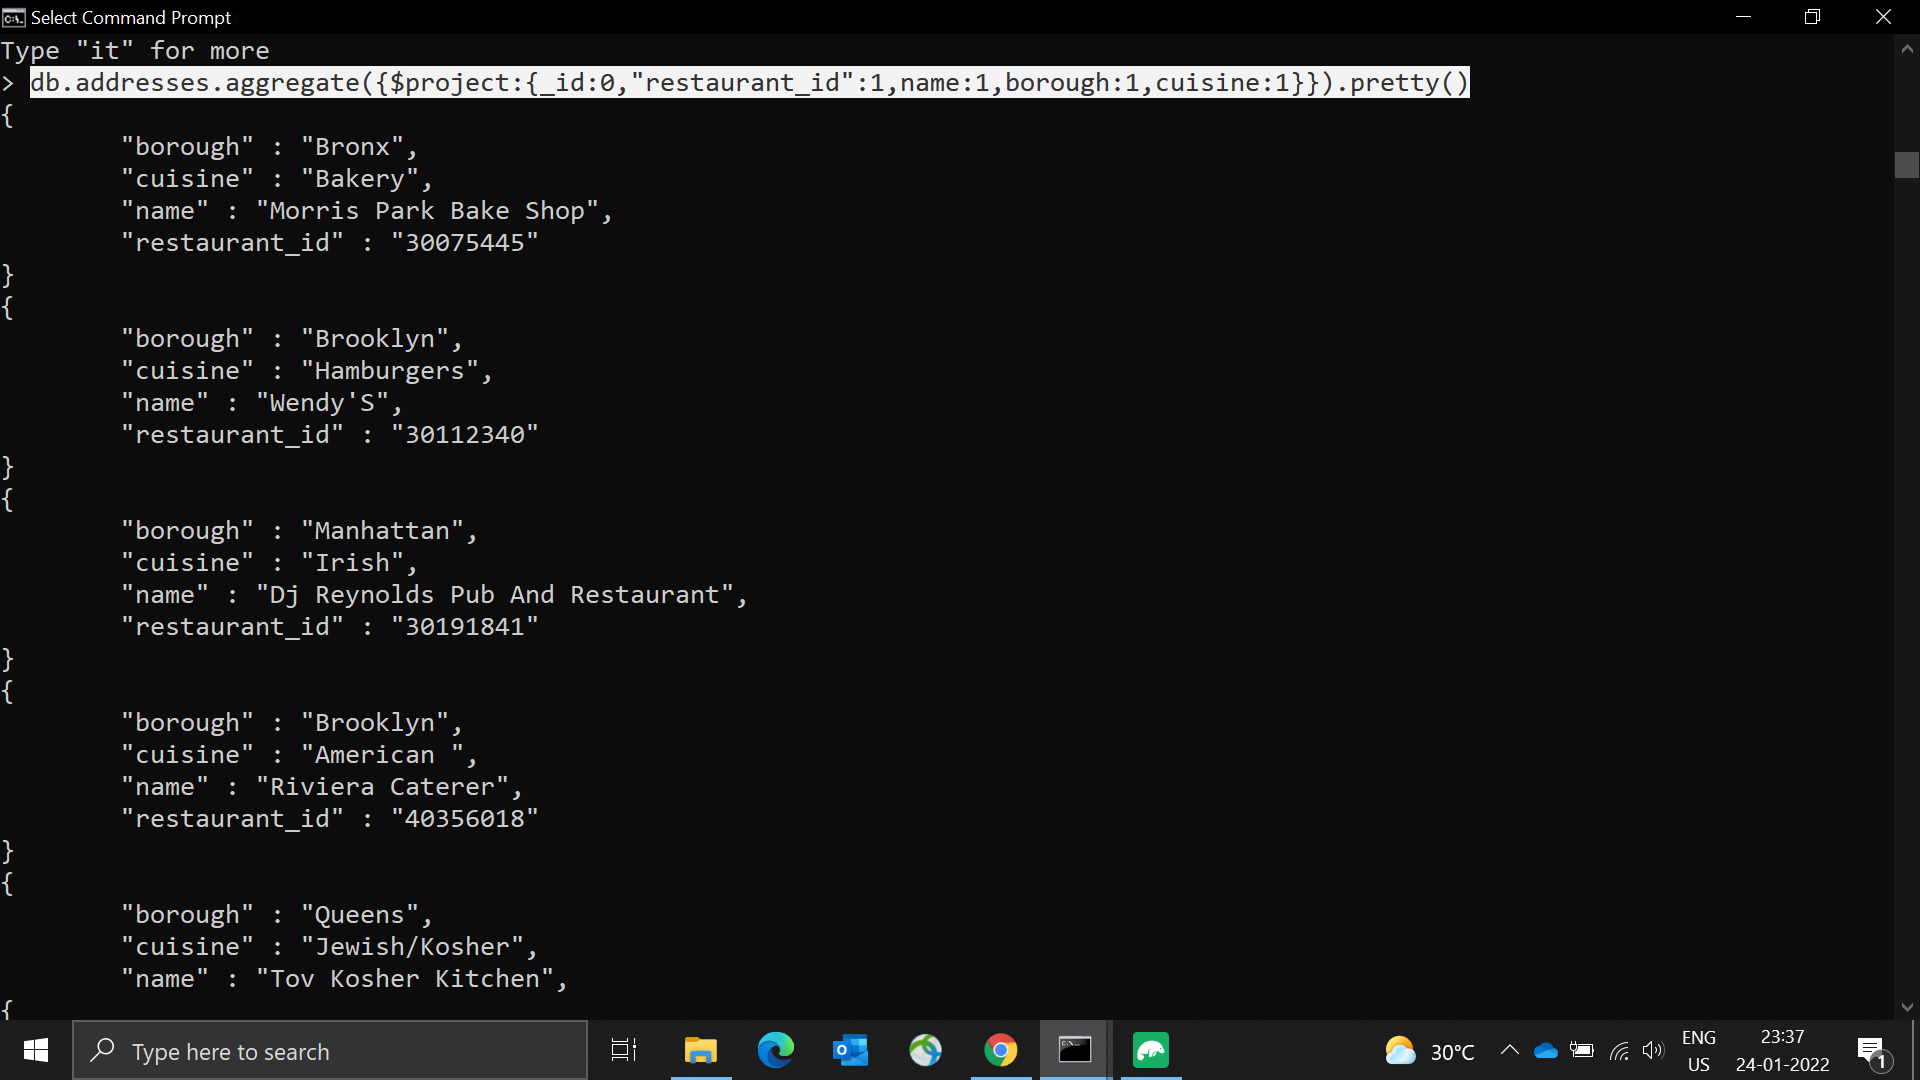 Select Command Prompt
Type "it" for more
> db.addresses.aggregate({$project:{_id:0,"restaurant_id":1,name:1,borough:1,cuisine:1}}).pretty()
{
"borough" : "Bronx",
"cuisine" : "Bakery",
"name" : "Morris Park Bake Shop",
"restaurant_id" : "30075445"
}
{
"borough" : "Brooklyn",
"cuisine" : "Hamburgers",
"name" : "Wendy'S",
"restaurant_id" : "30112340"
}
{
"borough" : "Manhattan",
"cuisine" : "Irish",
"name" : "Dj Reynolds Pub And Restaurant",
"restaurant_id" : "30191841"
}
{
"borough" : "Brooklyn",
"cuisine" : "American ",
"name" : "Riviera Caterer",
"restaurant_id" : "40356018"
}
{
"borough" : "Queens",
"cuisine" : "Jewish/Kosher",
"name" : "Tov Kosher Kitchen",
{
Type here to search
30°C
ENG
US
23:37
24-01-2022
1